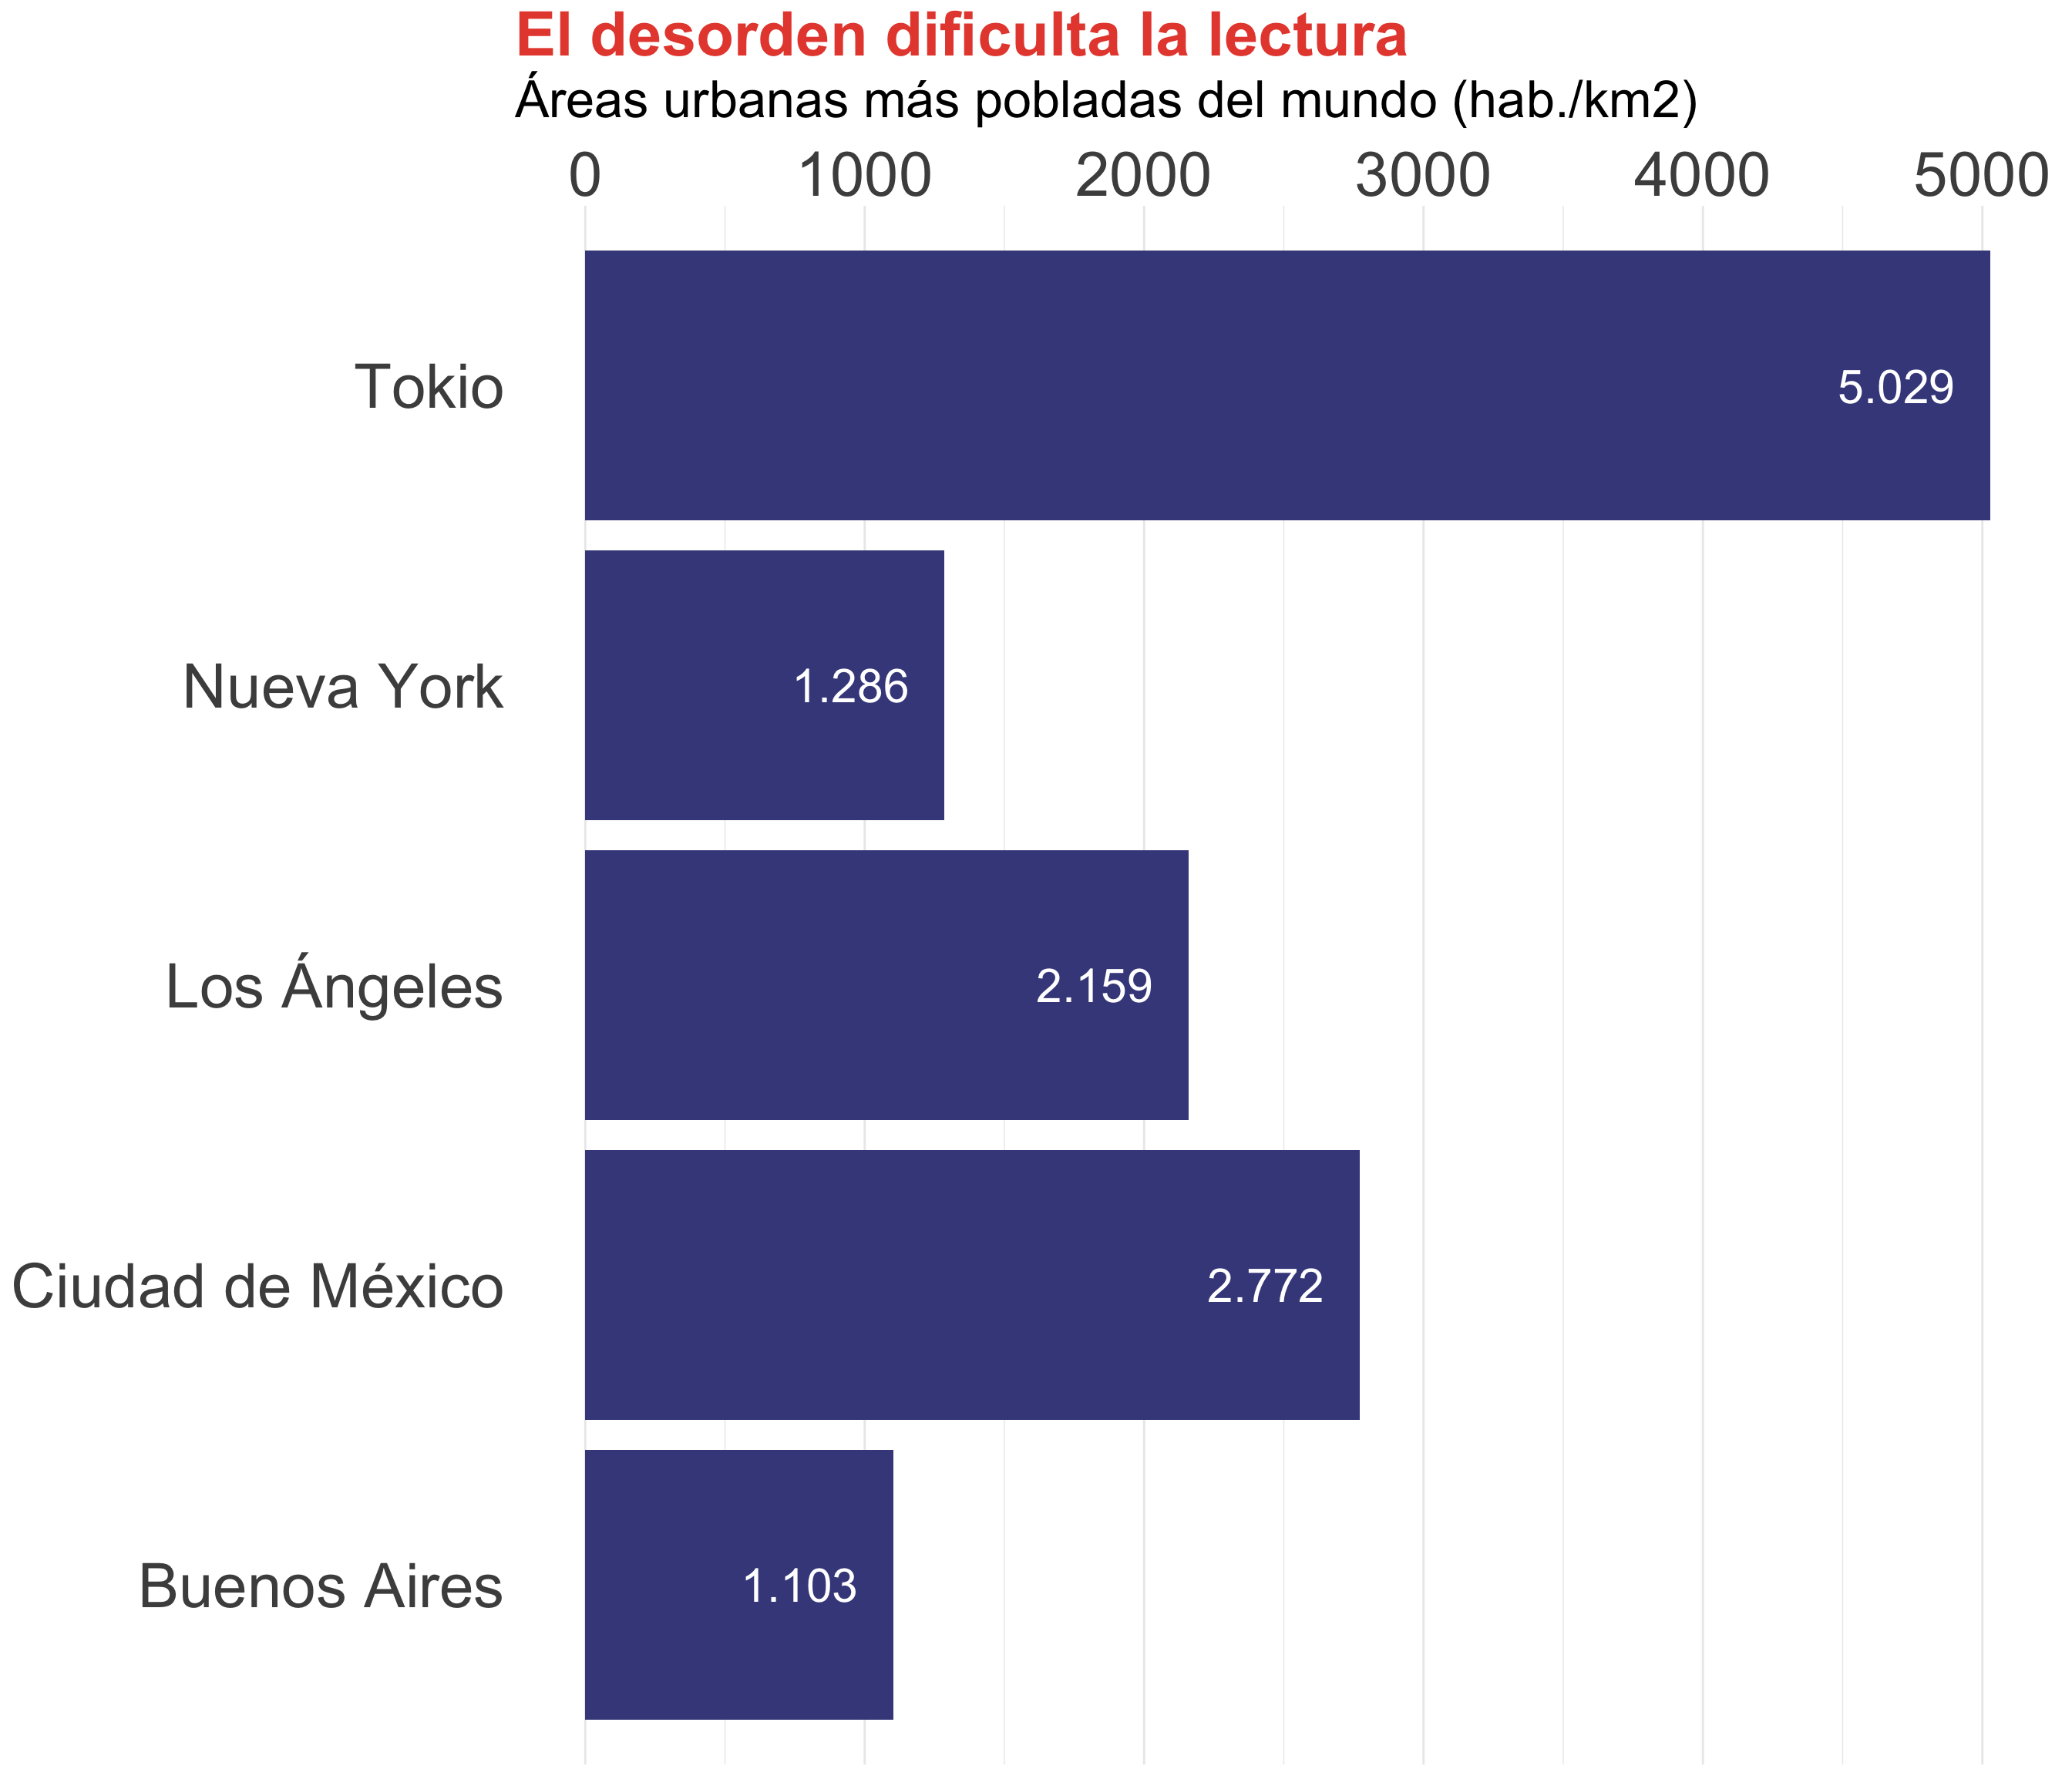 El desorden dificulta la lectura
Áreas urbanas más pobladas del mundo (hab./km2)
0 1000 2000 3000 4000 5000
Tokio 5.029
Nueva York 1.286
Los Ángeles 2.159
Ciudad de México 2.772
Buenos Aires 1.103